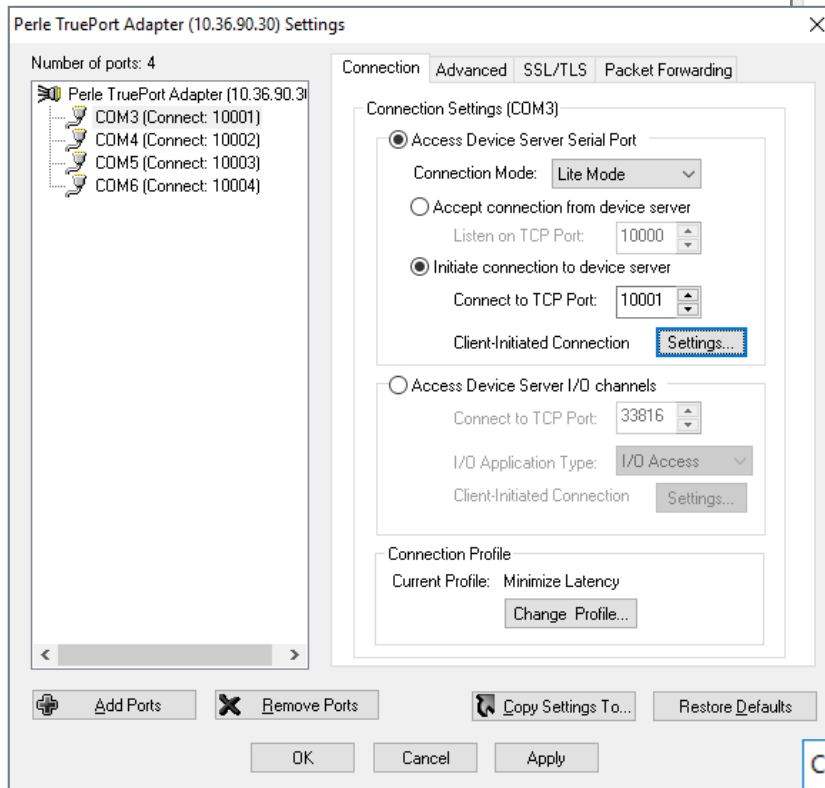 Perle TruePort Adapter (10.36.90.30) Settings
Number of ports: 4
Perle TruePort Adapter (10.36.90.3
COM3 (Connect: 10001)
COM4 (Connect: 10002)
COM5 (Connect: 10003)
COM6 (Connect: 10004)
Connection Advanced SSL/TLS Packet Forwarding
Connection Settings (COM3)
Access Device Server Serial Port
Connection Mode: Lite Mode
Accept connection from device server
Listen on TCP Port: 10000
Initiate connection to device server
Connect to TCP Port: 10001
Client-Initiated Connection Settings...
Access Device Server I/O channels
Connect to TCP Port: 33816
I/O Application Type: I/O Access
Client-Initiated Connection Settings...
Connection Profile
Current Profile: Minimize Latency
Change Profile...
Add Ports Remove Ports Copy Settings To... Restore Defaults
OK Cancel Apply